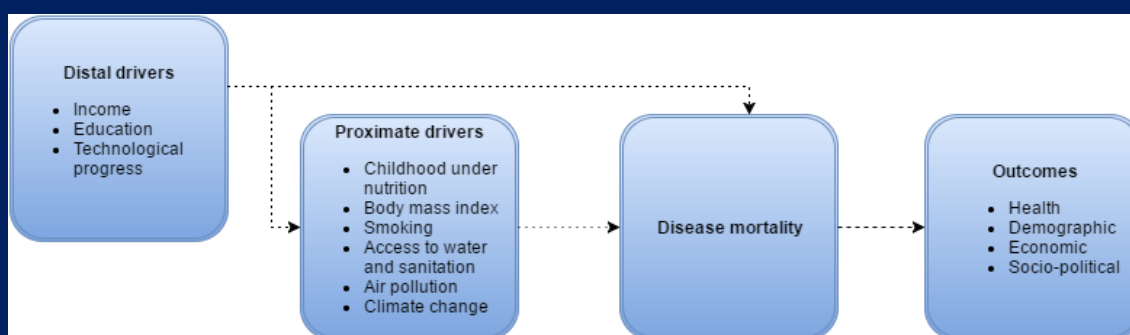 Distal drivers
• Income
• Education
• Technological
progress
Proximate drivers
• Childhood under
nutrition
• Body mass index
• Smoking
• Access to water
and sanitation
• Air pollution
• Climate change
Disease mortality
Outcomes
• Health
• Demographic
• Economic
• Socio-political